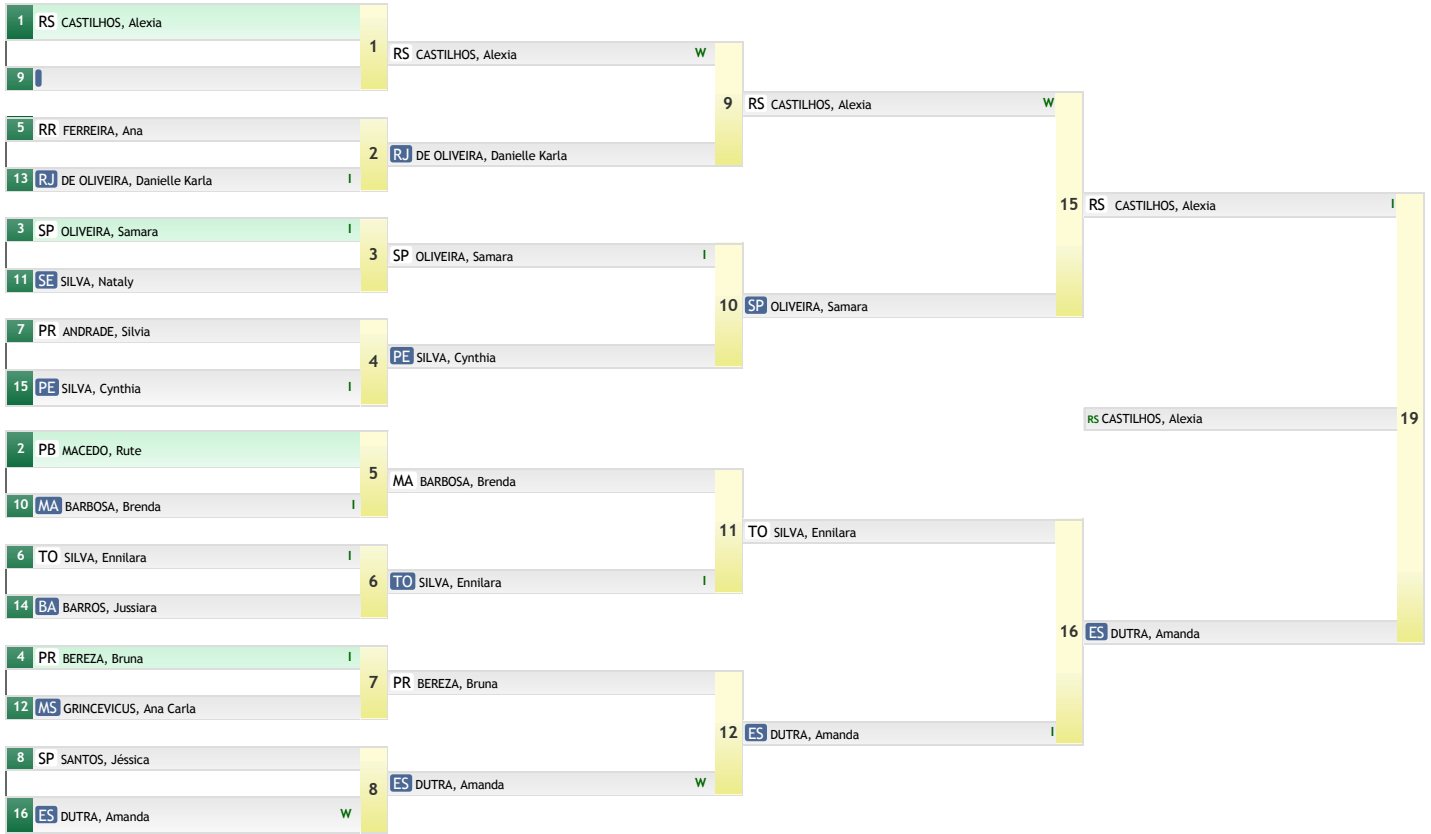 1 RS CASTILHOS, Alexia
9
1
5 RR FERREIRA, Ana
13 RJ DE OLIVEIRA, Danielle Karla I
2
3 SP OLIVEIRA, Samara I
11 SE SILVA, Nataly
3
7 PR ANDRADE, Silvia
15 PE SILVA, Cynthia I
4
2 PB MACEDO, Rute
10 MA BARBOSA, Brenda I
5
6 TO SILVA, Ennilara I
14 BA BARROS, Jussiara
6
4 PR BEREZA, Bruna I
12 MS GRINCEVICUS, Ana Carla
7
8 SP SANTOS, Jéssica
16 ES DUTRA, Amanda W
8
RS CASTILHOS, Alexia W
RJ DE OLIVEIRA, Danielle Karla
9
SP OLIVEIRA, Samara I
PE SILVA, Cynthia
10
MA BARBOSA, Brenda
TO SILVA, Ennilara I
11
PR BEREZA, Bruna
ES DUTRA, Amanda W
12
RS CASTILHOS, Alexia W
SP OLIVEIRA, Samara
15
TO SILVA, Ennilara
ES DUTRA, Amanda I
16
RS CASTILHOS, Alexia I
RS CASTILHOS, Alexia
19
ES DUTRA, Amanda